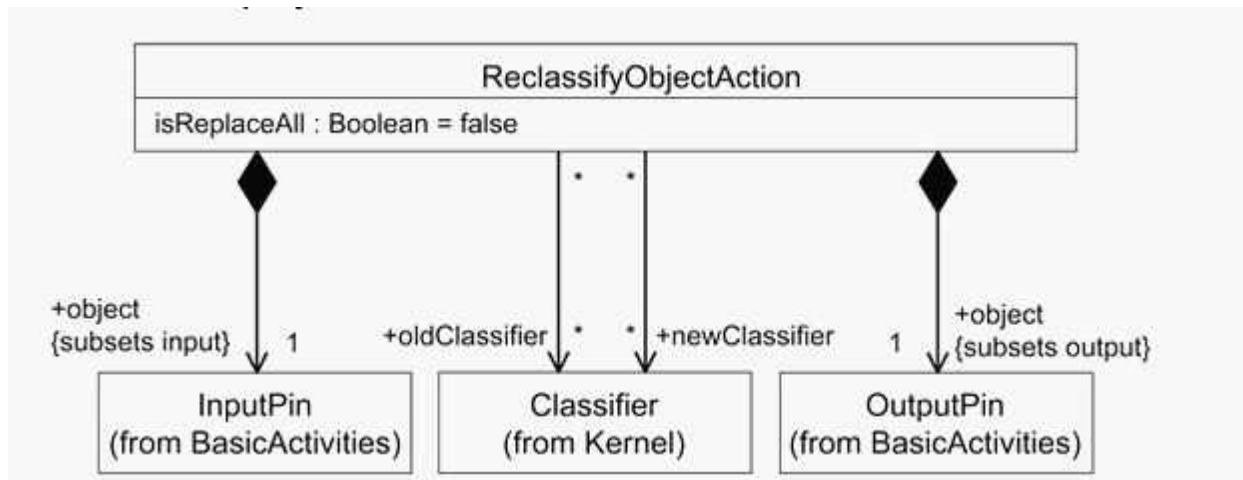 ReclassifyObjectAction
isReplaceAll : Boolean = false
* *
+object
{subsets input} 1
+oldClassifier * * +newClassifier
1 +object
{subsets output}
InputPin
(from BasicActivities)
Classifier
(from Kernel)
OutputPin
(from BasicActivities)